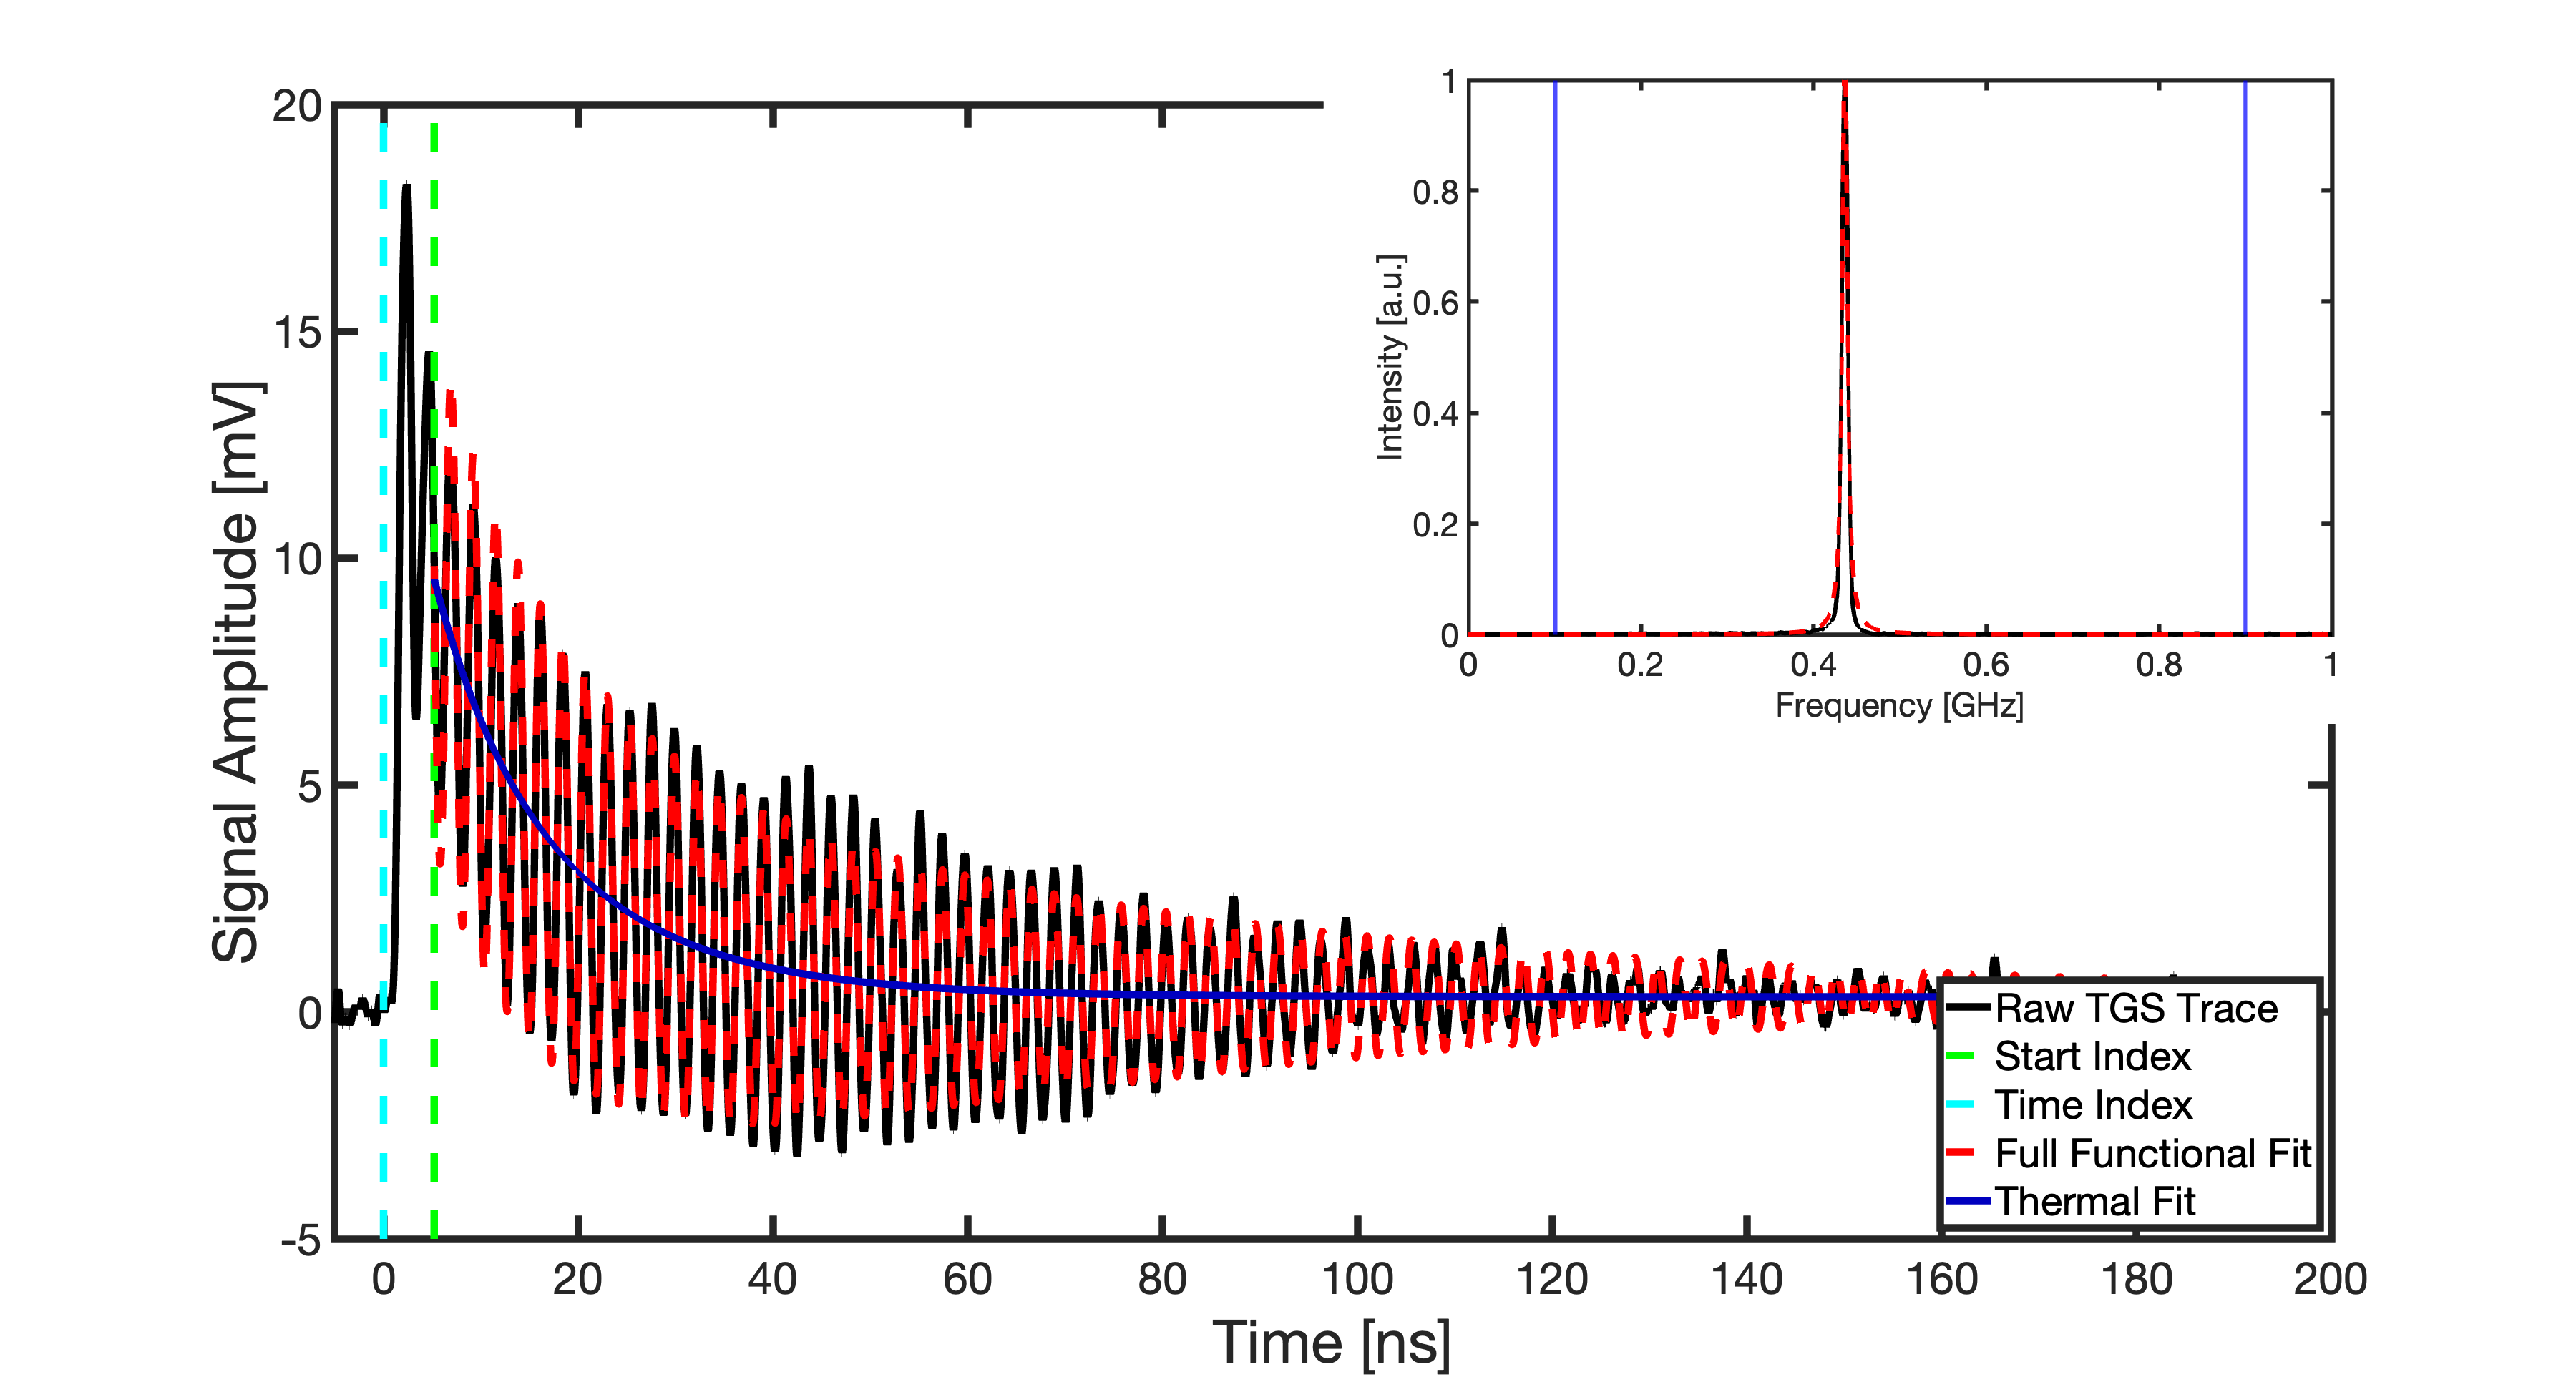 Signal Amplitude [mV]
20
15
10
5
0
-5
0 20 40 60 80 100 120 140 160 180 200
Time [ns]
Intensity [a.u.]
1
0.8
0.6
0.4
0.2
0
0 0.2 0.4 0.6 0.8 1
Frequency [GHz]
Raw TGS Trace
Start Index
Time Index
Full Functional Fit
Thermal Fit